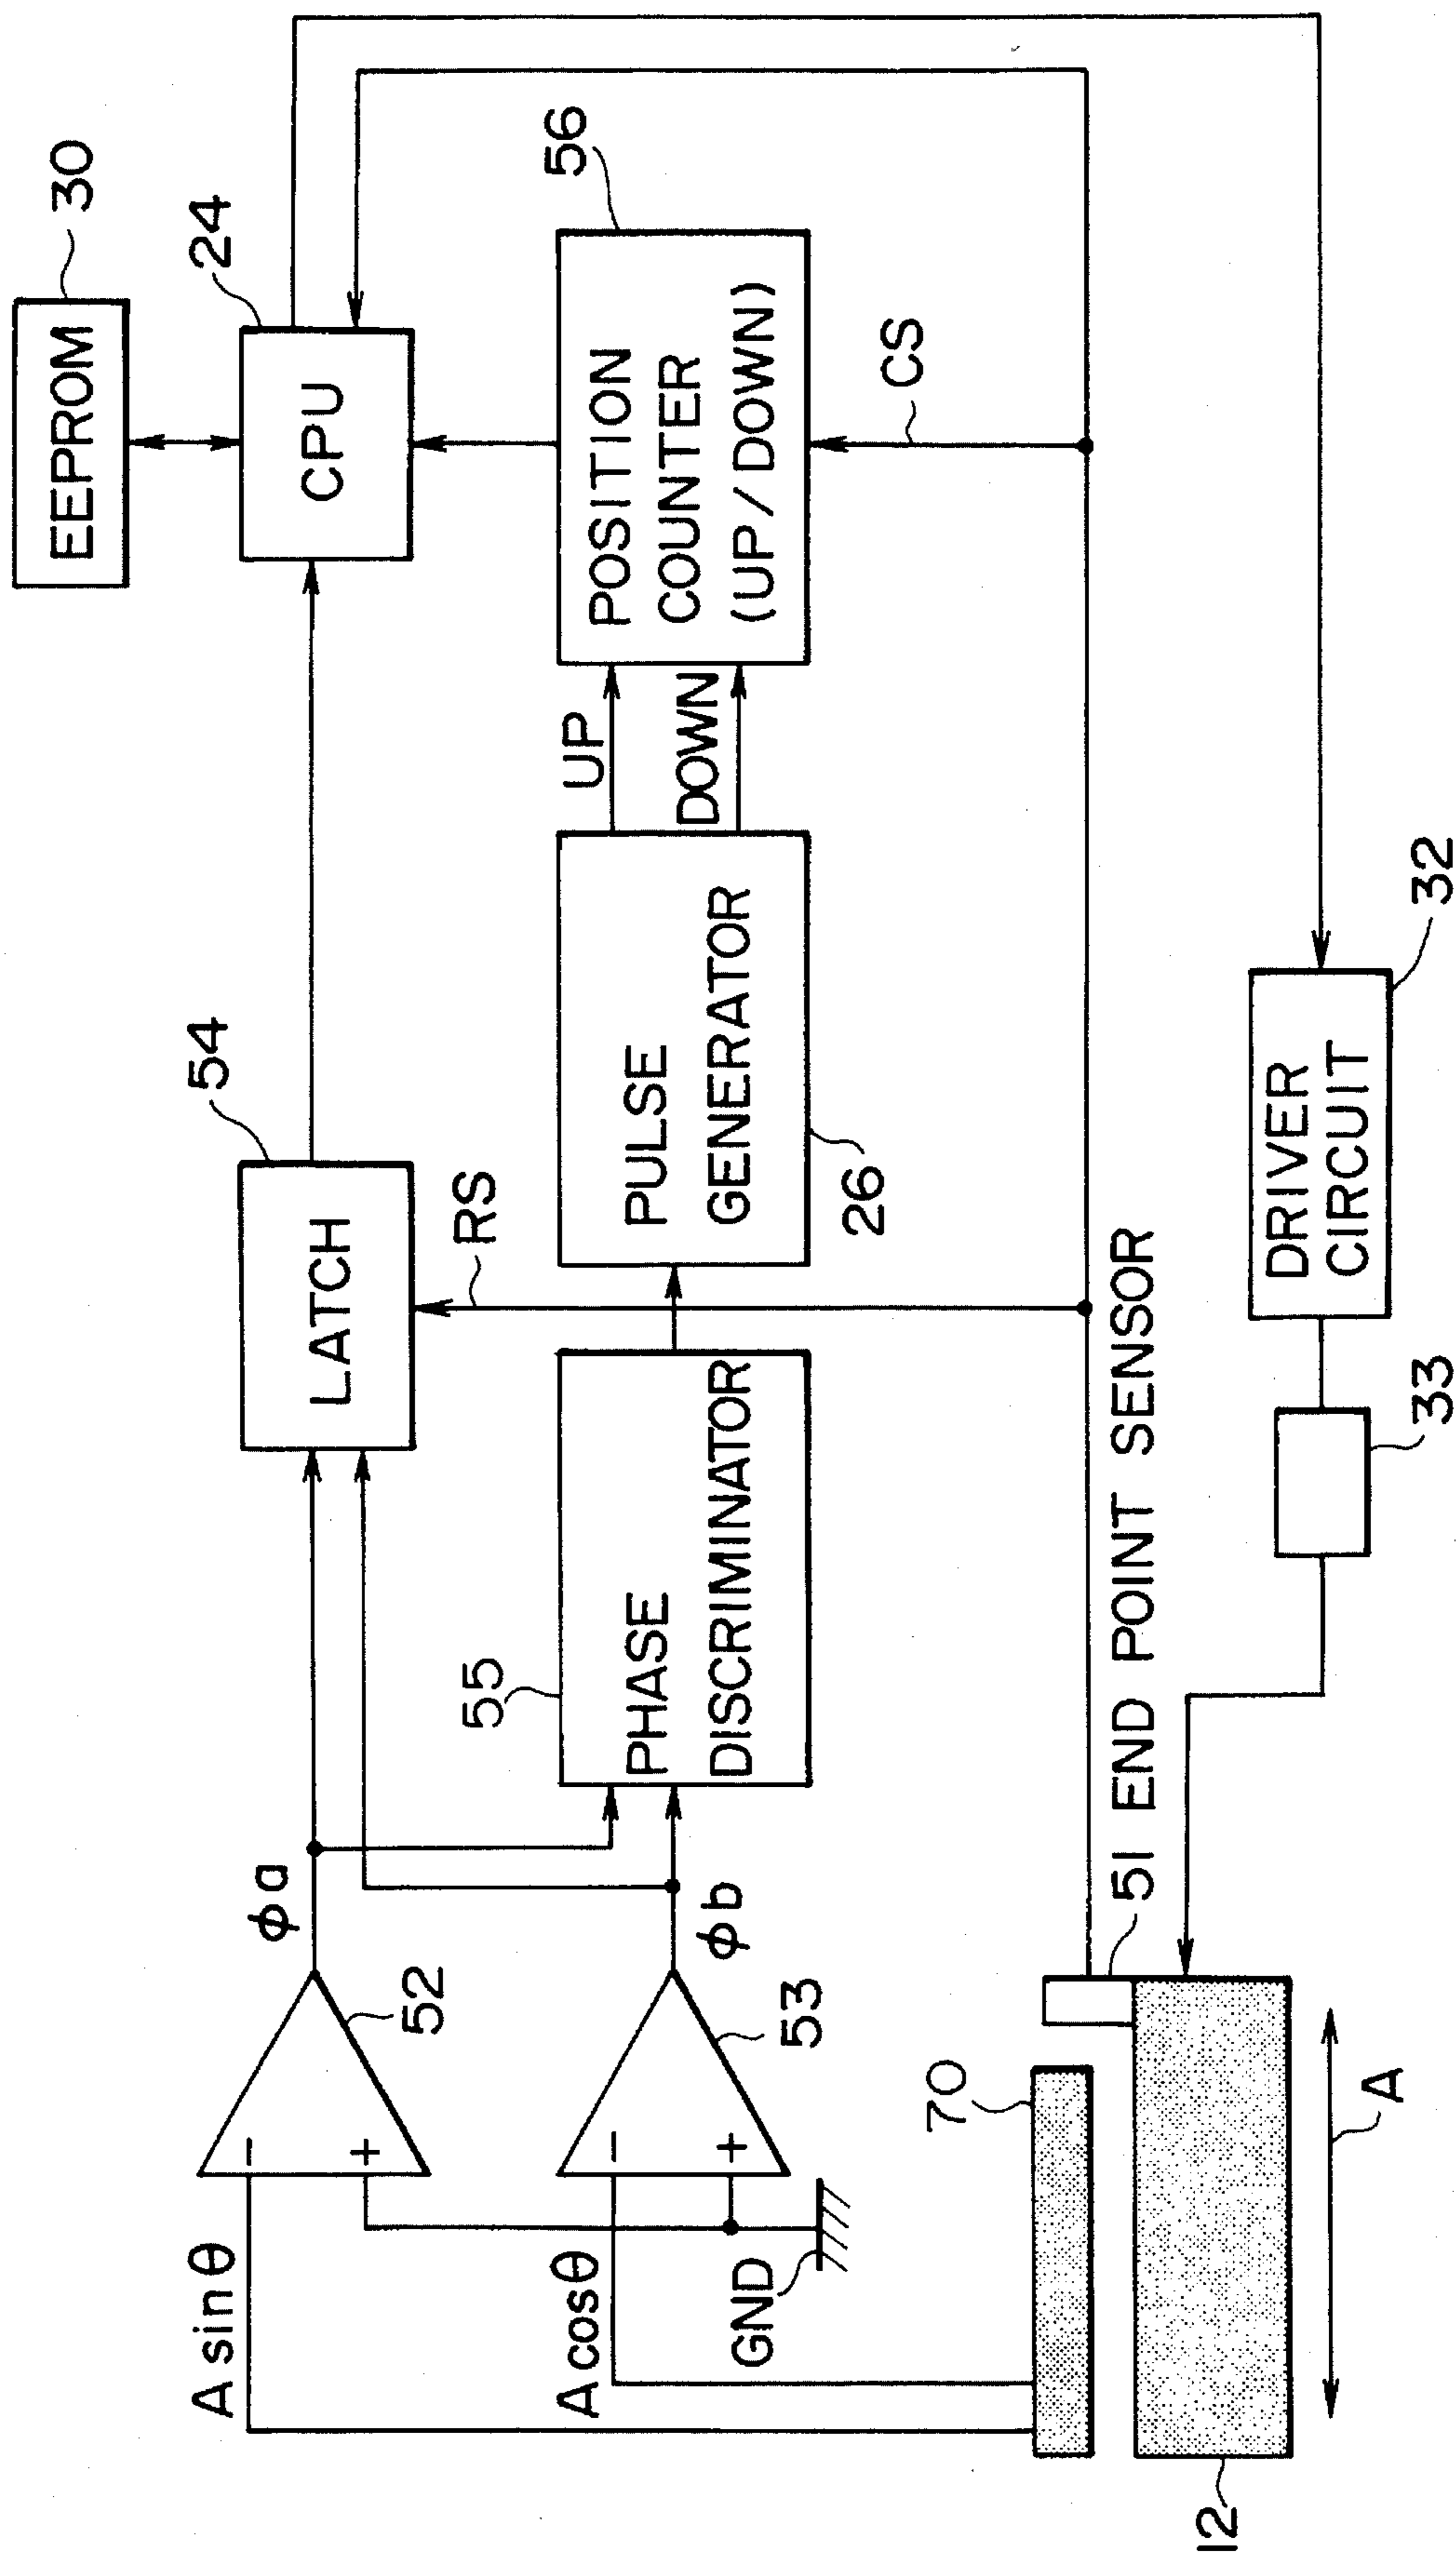 A sinθ
φa
52
54
LATCH
RS
24
CPU
EEPROM
30
A cosθ
GND
φb
53
55
PHASE
DISCRIMINATOR
PULSE
GENERATOR
26
UP
DOWN
POSITION
COUNTER
(UP/DOWN)
56
CS
70
51 END POINT SENSOR
12
A
33
DRIVER
CIRCUIT
32
-
+
-
+